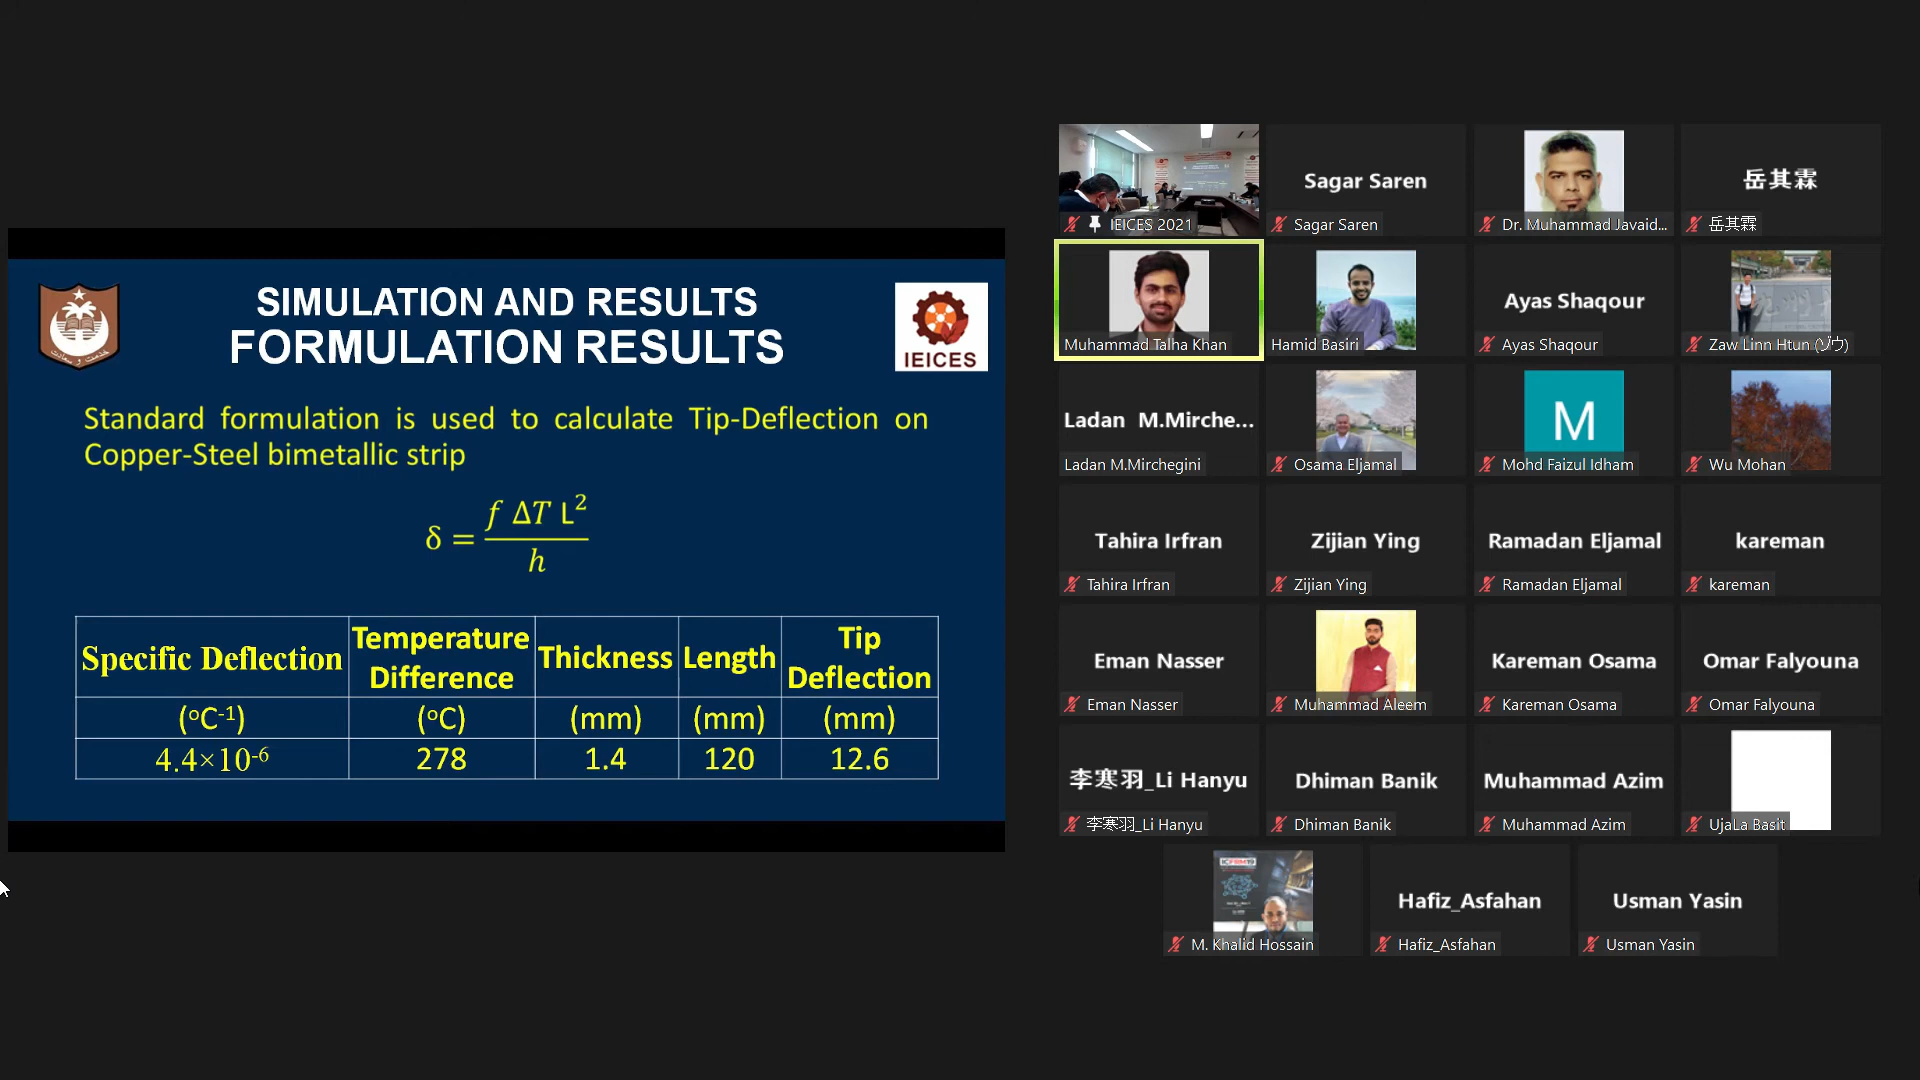 SIMULATION AND RESULTS
FORMULATION RESULTS
IEICES
Standard formulation is used to calculate Tip-Deflection on
Copper-Steel bimetallic strip
δ = f ΔT L² / h
Specific Deflection Temperature Difference Thickness Length Tip Deflection
(ᵒC⁻¹) (ᵒC) (mm) (mm) (mm)
4.4×10⁻⁶ 278 1.4 120 12.6
IEICES 2021
Sagar Saren
Sagar Saren
Dr. Muhammad Javaid...
岳其霖
岳其霖
Muhammad Talha Khan
Hamid Basiri
Ayas Shaqour
Ayas Shaqour
Zaw Linn Htun (ゾウ)
Ladan M.Mirche...
Ladan M.Mirchegini
Osama Eljamal
M
Mohd Faizul Idham
Wu Mohan
Tahira Irfran
Tahira Irfran
Zijian Ying
Zijian Ying
Ramadan Eljamal
Ramadan Eljamal
kareman
kareman
Eman Nasser
Eman Nasser
Muhammad Aleem
Kareman Osama
Kareman Osama
Omar Falyouna
Omar Falyouna
李寒羽_Li Hanyu
李寒羽_Li Hanyu
Dhiman Banik
Dhiman Banik
Muhammad Azim
Muhammad Azim
UjaLa Basit
M. Khalid Hossain
Hafiz_Asfahan
Hafiz_Asfahan
Usman Yasin
Usman Yasin